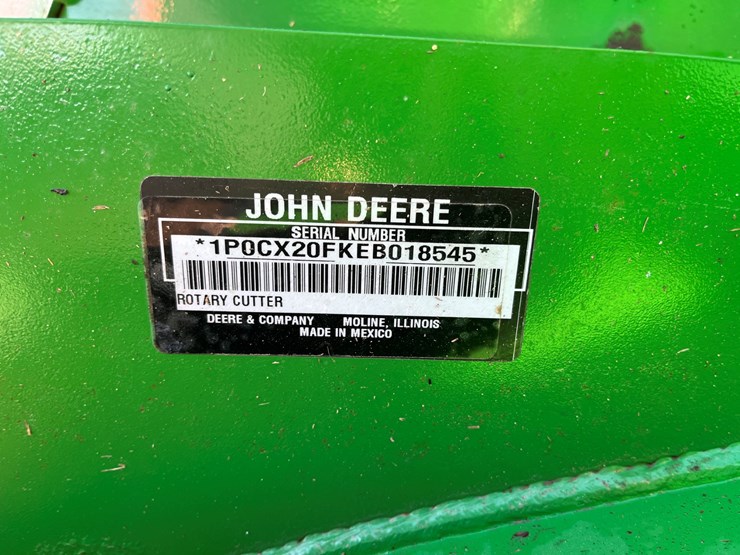 JOHN DEERE
SERIAL NUMBER
*1P0CX20FKEB018545*
ROTARY CUTTER
DEERE & COMPANY MOLINE, ILLINOIS
MADE IN MEXICO